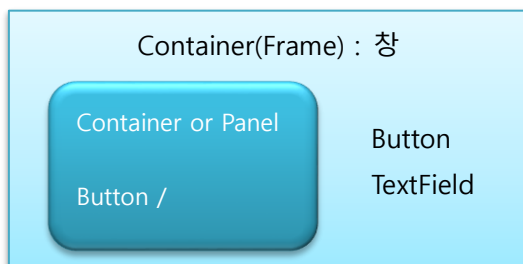 Container(Frame) : 창
Container or Panel
Button /
Button
TextField